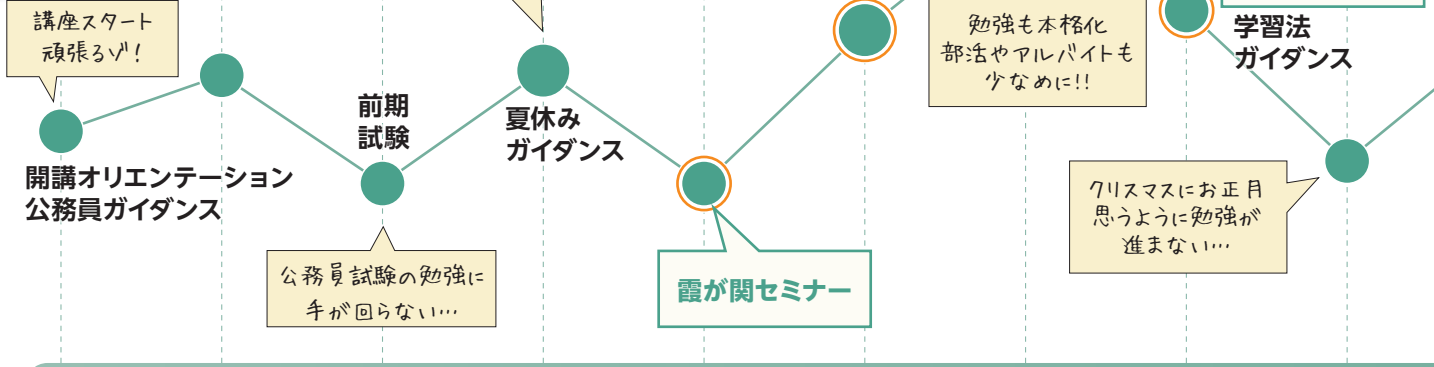 講座スタート
頑張るゾ!
開講オリエンテーション
公務員ガイダンス
前期
試験
公務員試験の勉強に
手が回らない…
夏休み
ガイダンス
霞が関セミナー
勉強も本格化
部活やアルバイトも
少なめに!!
学習法
ガイダンス
クリスマスにお正月
思うように勉強が
進まない…